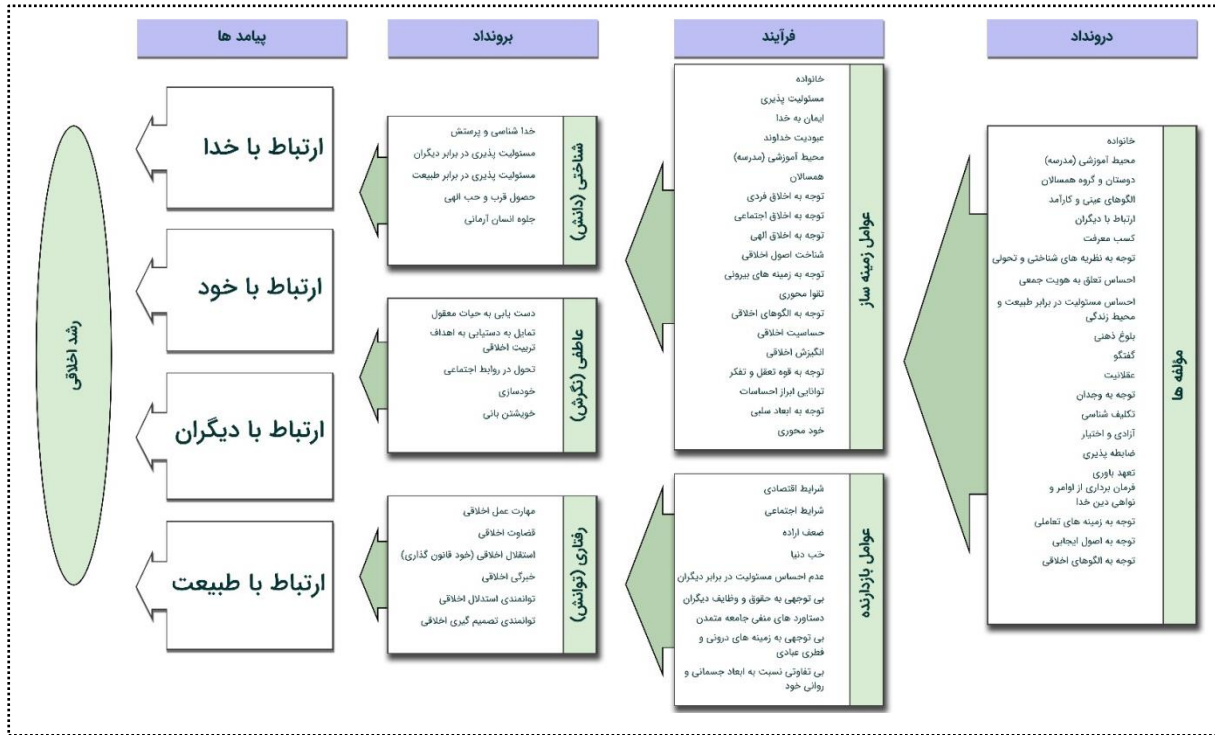 درونداد
فرآیند
برونداد
پیامد ها
مؤلفه ها
خانواده
محیط آموزشی (مدرسه)
دوستان و گروه همسالان
الگوهای عینی و کارآمد
ارتباط با دیگران
کسب معرفت
توجه به نظریه های شناختی و تحولی
احساس تعلق به هویت جمعی
احساس مسئولیت در برابر طبیعت و
محیط زندگی
بلوغ ذهنی
گفتگو
عقلانیت
توجه به وجدان
تکلیف شناسی
آزادی و اختیار
ضابطه پذیری
تعهد باوری
فرمان برداری از اوامر و
نواهی دین خدا
توجه به زمینه های تعاملی
توجه به اصول ایجابی
توجه به الگوهای اخلاقی
عوامل زمینه ساز
خانواده
مسئولیت پذیری
ایمان به خدا
عبودیت خداوند
محیط آموزشی (مدرسه)
همسالان
توجه به اخلاق فردی
توجه به اخلاق اجتماعی
توجه به اخلاق الهی
شناخت اصول اخلاقی
توجه به زمینه های بیرونی
تقوا محوری
توجه به الگوهای اخلاقی
حساسیت اخلاقی
انگیزش اخلاقی
توجه به قوه تعقل و تفکر
توانایی ابراز احساسات
توجه به ابعاد سلبی
خود محوری
عوامل بازدارنده
شرایط اقتصادی
شرایط اجتماعی
ضعف اراده
حب دنیا
عدم احساس مسئولیت در برابر دیگران
بی توجهی به حقوق و وظایف دیگران
دستاورد های منفی جامعه متمدن
بی توجهی به زمینه های درونی و
فطری عبادی
بی تفاوتی نسبت به ابعاد جسمانی و
روانی خود
شناختی (دانش)
خدا شناسی و پرستش
مسئولیت پذیری در برابر دیگران
مسئولیت پذیری در برابر طبیعت
حصول قرب و حب الهی
جلوه انسان آرمانی
عاطفی (نگرش)
دست یابی به حیات معقول
تمایل به دستیابی به اهداف
تربیت اخلاقی
تحول در روابط اجتماعی
خودسازی
خویشتن بانی
رفتاری (توانش)
مهارت عمل اخلاقی
قضاوت اخلاقی
استقلال اخلاقی (خود قانون گذاری)
خبرگی اخلاقی
توانمندی استدلال اخلاقی
توانمندی تصمیم گیری اخلاقی
ارتباط با خدا
ارتباط با خود
ارتباط با دیگران
ارتباط با طبیعت
رشد اخلاقی